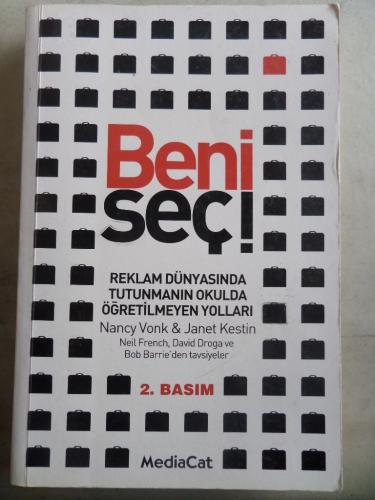 Beni
seç!
REKLAM DÜNYASINDA
TUTUNMANIN OKULDA
ÖĞRETİLMEYEN YOLLARI
Nancy Vonk & Janet Kestin
Neil French, David Droga ve
Bob Barrie'den tavsiyeler
2. BASIM
MediaCat